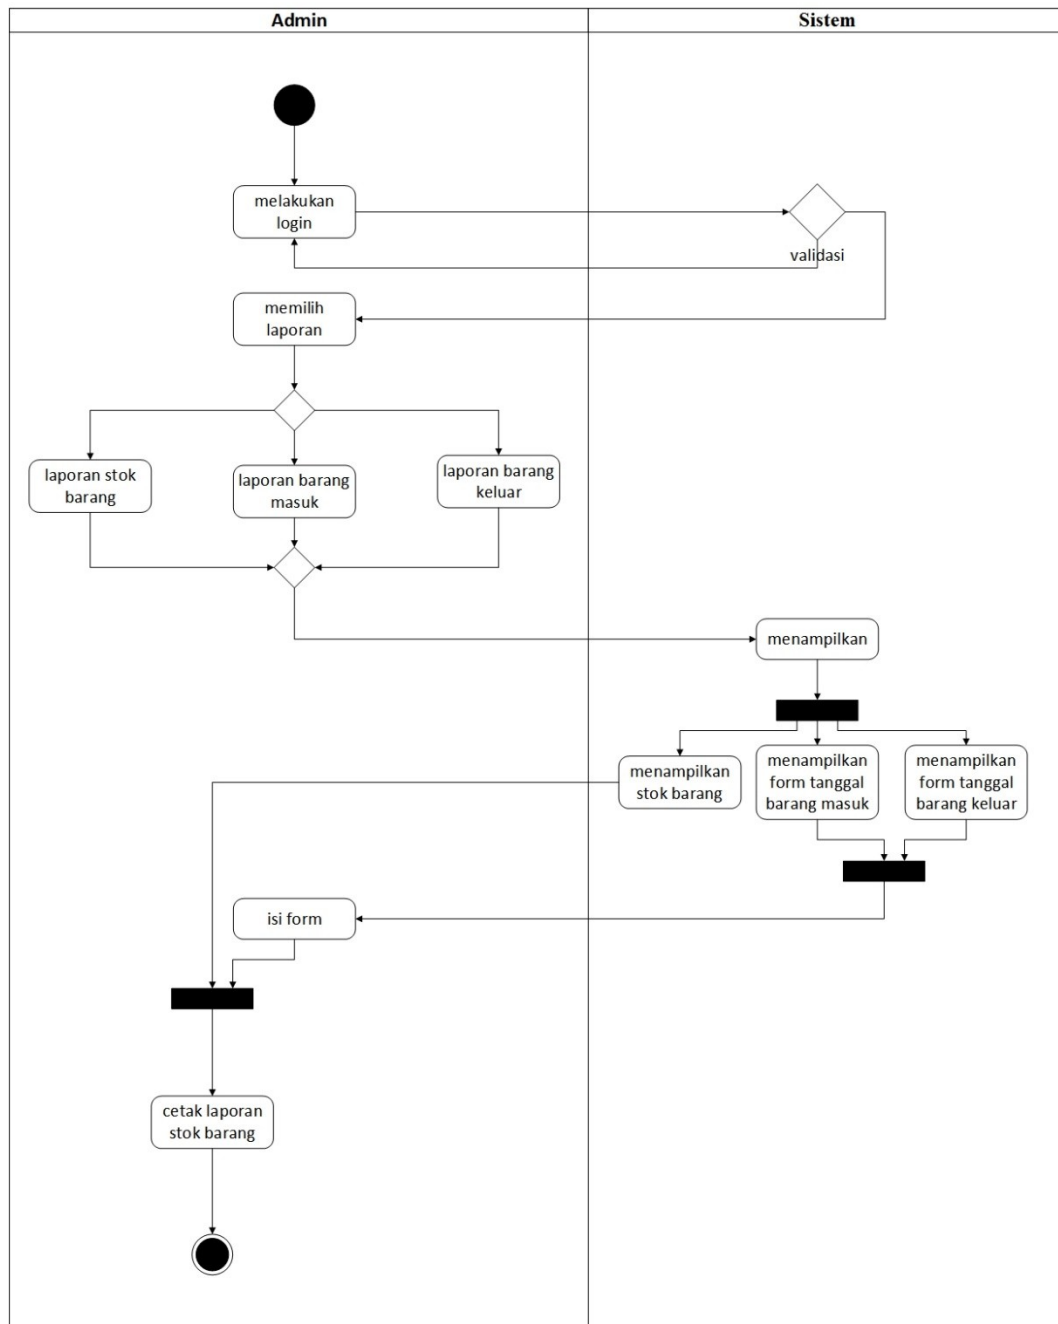 Admin
Sistem
melakukan
login
validasi
memilih
laporan
laporan stok
barang
laporan barang
masuk
laporan barang
keluar
menampilkan
menampilkan
stok barang
menampilkan
form tanggal
barang masuk
menampilkan
form tanggal
barang keluar
isi form
cetak laporan
stok barang